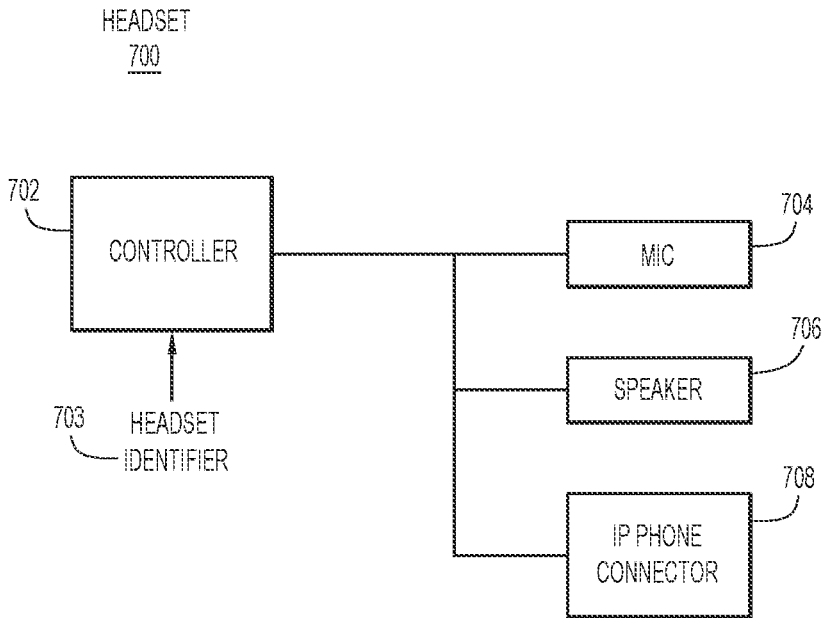 HEADSET
700
702
CONTROLLER
704
MIC
706
SPEAKER
703
HEADSET
IDENTIFIER
708
IP PHONE
CONNECTOR